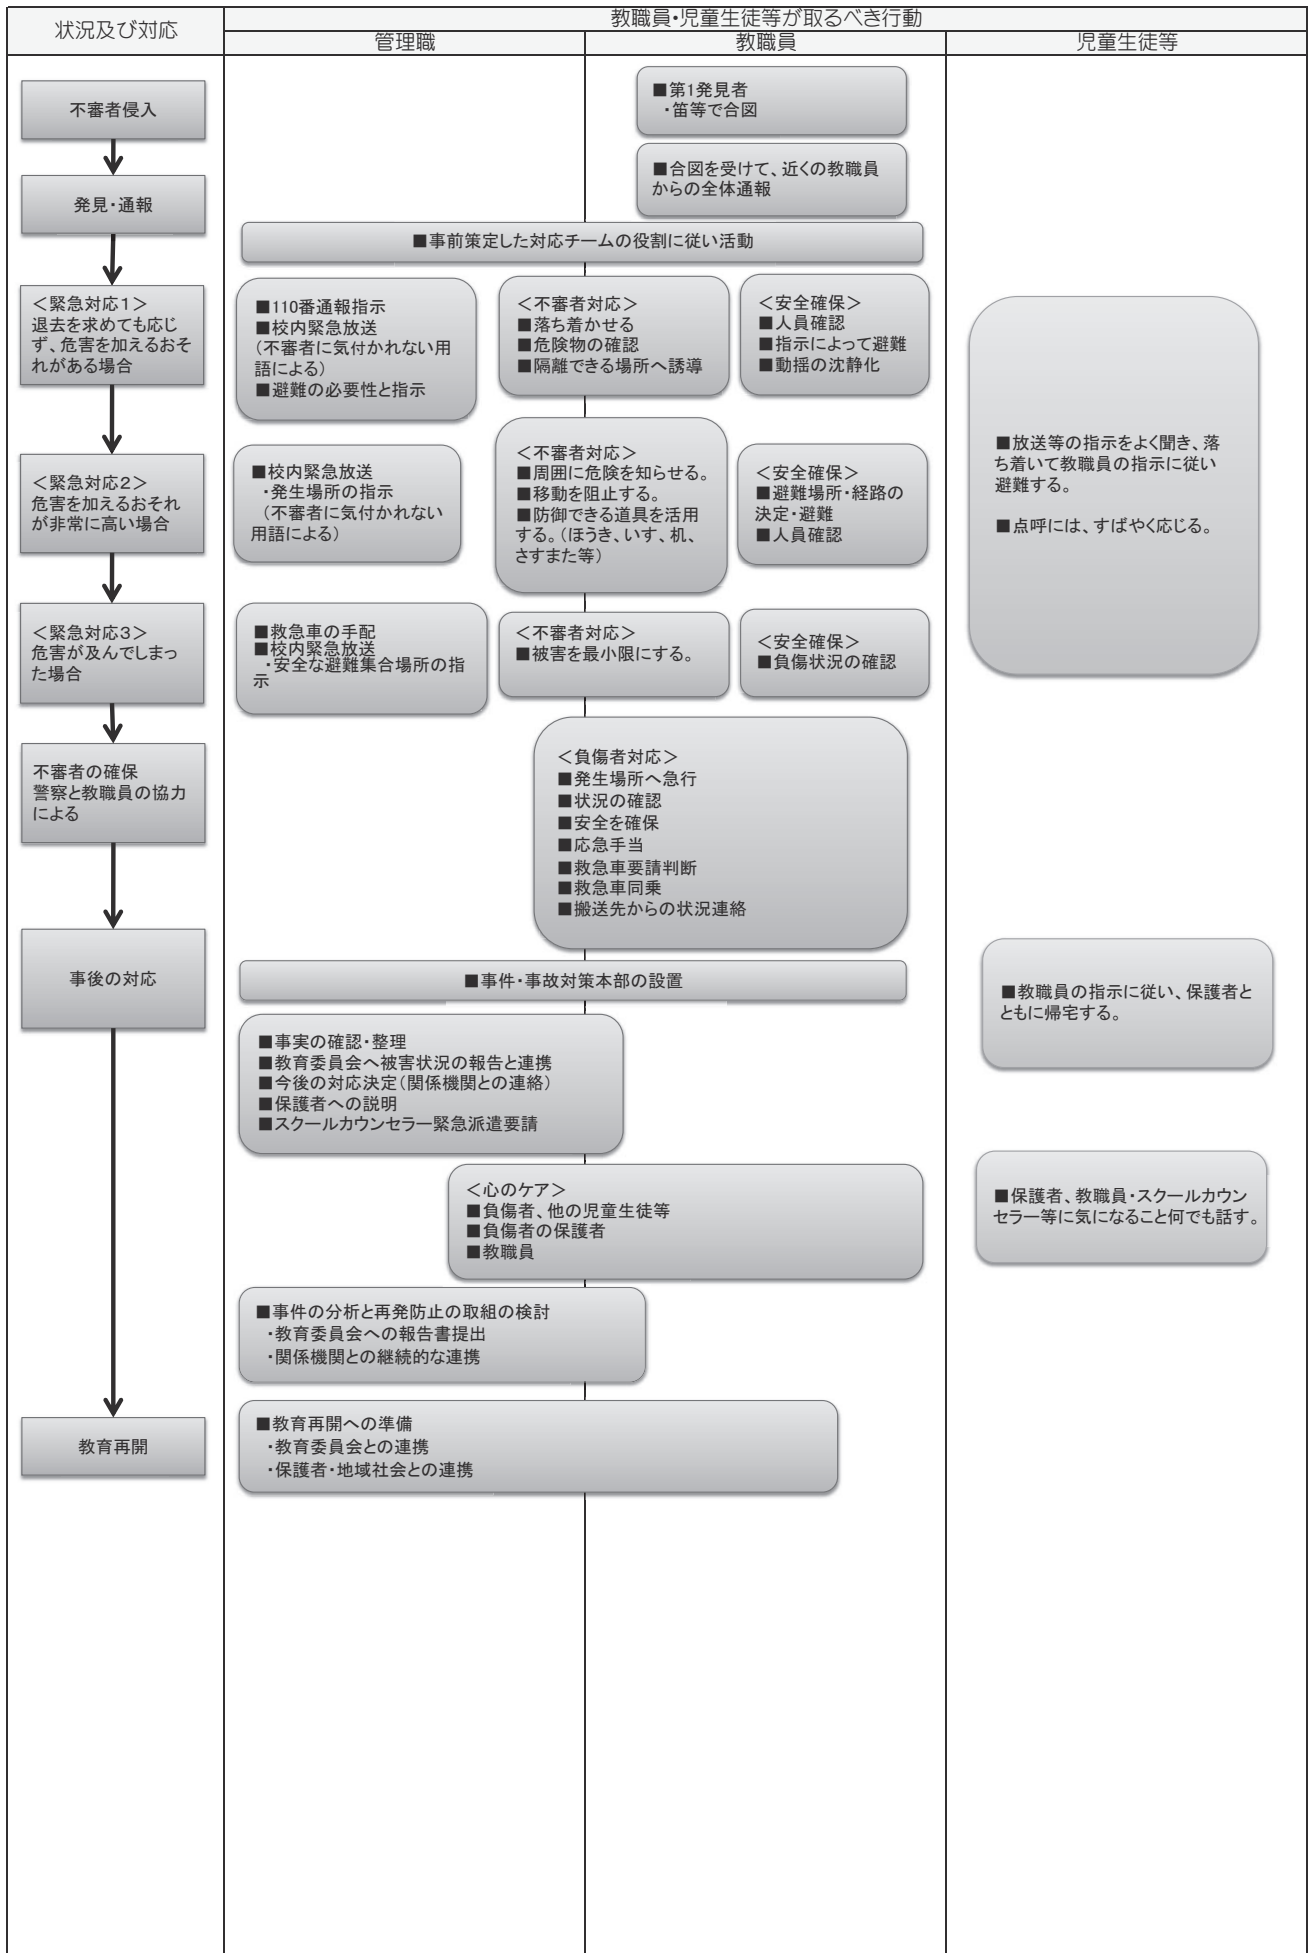 状況及び対応
教職員・児童生徒等が取るべき行動
管理職
教職員
児童生徒等
不審者侵入
■第1発見者
・笛等で合図
発見・通報
■合図を受けて、近くの教職員
からの全体通報
■事前策定した対応チームの役割に従い活動
＜緊急対応１＞
退去を求めても応じ
ず、危害を加えるおそ
れがある場合
■110番通報指示
■校内緊急放送
（不審者に気付かれない用
語による）
■避難の必要性と指示
＜不審者対応＞
■落ち着かせる
■危険物の確認
■隔離できる場所へ誘導
＜安全確保＞
■人員確認
■指示によって避難
■動揺の沈静化
■放送等の指示をよく聞き、落
ち着いて教職員の指示に従い
避難する。
■点呼には、すばやく応じる。
＜緊急対応２＞
危害を加えるおそれ
が非常に高い場合
■校内緊急放送
・発生場所の指示
（不審者に気付かれない
用語による）
＜不審者対応＞
■周囲に危険を知らせる。
■移動を阻止する。
■防御できる道具を活用
する。（ほうき、いす、机、
さすまた等）
＜安全確保＞
■避難場所・経路の
決定・避難
■人員確認
＜緊急対応３＞
危害が及んでしまっ
た場合
■救急車の手配
■校内緊急放送
・安全な避難集合場所の指
示
＜不審者対応＞
■被害を最小限にする。
＜安全確保＞
■負傷状況の確認
不審者の確保
警察と教職員の協力
による
＜負傷者対応＞
■発生場所へ急行
■状況の確認
■安全を確保
■応急手当
■救急車要請判断
■救急車同乗
■搬送先からの状況連絡
事後の対応
■事件・事故対策本部の設置
■教職員の指示に従い、保護者と
ともに帰宅する。
■事実の確認・整理
■教育委員会へ被害状況の報告と連携
■今後の対応決定（関係機関との連絡）
■保護者への説明
■スクールカウンセラー緊急派遣要請
＜心のケア＞
■負傷者、他の児童生徒等
■負傷者の保護者
■教職員
■保護者、教職員・スクールカウン
セラー等に気になること何でも話す。
■事件の分析と再発防止の取組の検討
・教育委員会への報告書提出
・関係機関との継続的な連携
教育再開
■教育再開への準備
・教育委員会との連携
・保護者・地域社会との連携